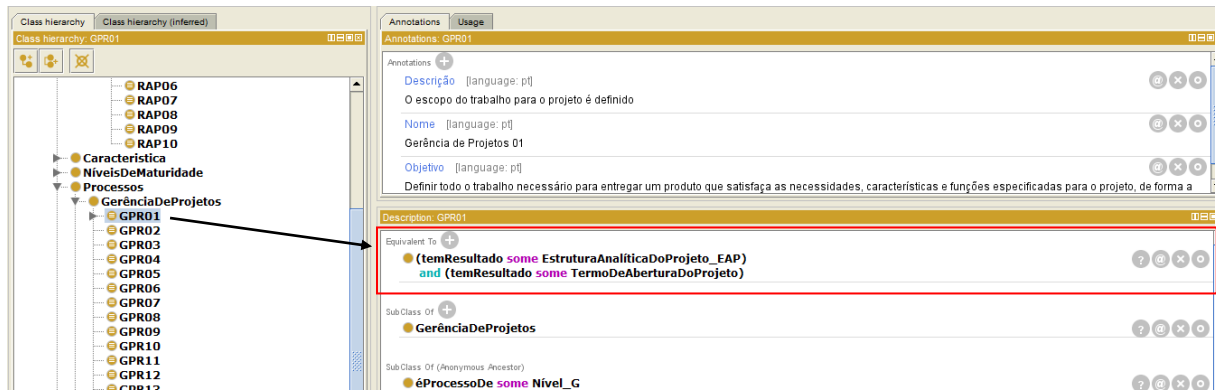 Class hierarchy
Class hierarchy (inferred)
Class hierarchy: GPR01
RAP06
RAP07
RAP08
RAP09
RAP10
Caracteristica
NíveisDeMaturidade
Processos
GerênciaDeProjetos
GPR01
GPR02
GPR03
GPR04
GPR05
GPR06
GPR07
GPR08
GPR09
GPR10
GPR11
GPR12
GPR13
Annotations
Usage
Annotations: GPR01
Annotations
Descrição [language: pt]
O escopo do trabalho para o projeto é definido
Nome [language: pt]
Gerência de Projetos 01
Objetivo [language: pt]
Definir todo o trabalho necessário para entregar um produto que satisfaça as necessidades, características e funções especificadas para o projeto, de forma a
Description: GPR01
Equivalent To
(temResultado some EstruturaAnalíticaDoProjeto_EAP)
and (temResultado some TermoDeAberturaDoProjeto)
SubClass Of
GerênciaDeProjetos
SubClass Of (Anonymous Ancestor)
éProcessoDe some Nível_G